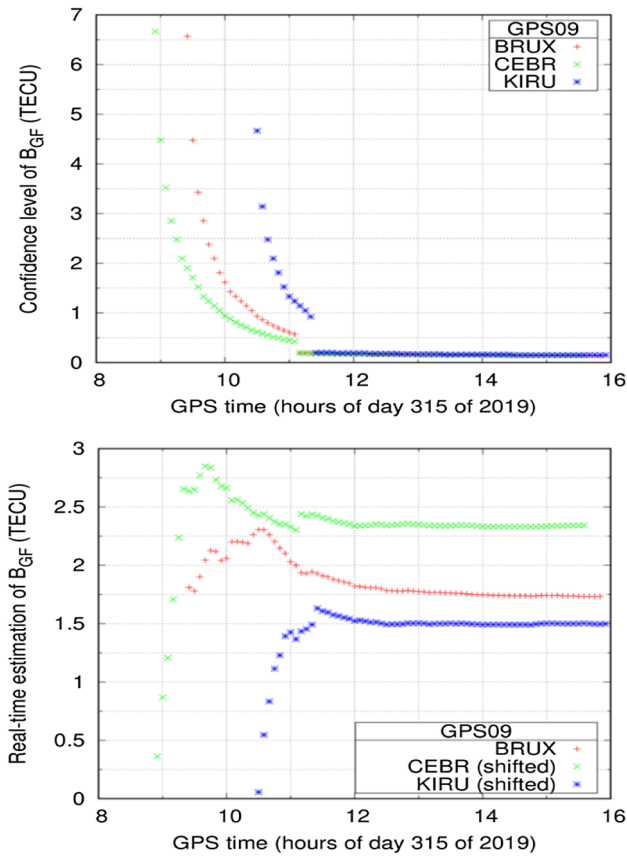 7
6
5
4
3
2
1
0
Confidence level of B_GF (TECU)
GPS09
BRUX
CEBR
KIRU
8 10 12 14 16
GPS time (hours of day 315 of 2019)
3
2.5
2
1.5
1
0.5
0
Real-time estimation of B_GF (TECU)
GPS09
BRUX
CEBR (shifted)
KIRU (shifted)
8 10 12 14 16
GPS time (hours of day 315 of 2019)